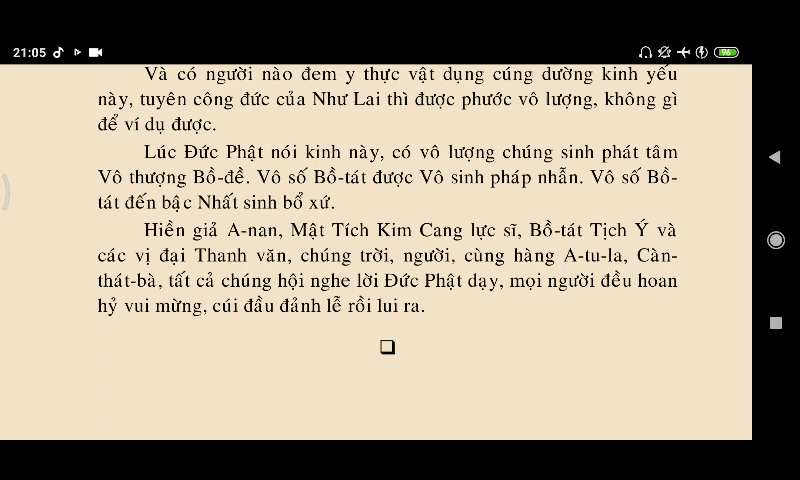 21:05
96
Và có người nào đem y thực vật dụng cúng dường kinh yếu
này, tuyên công đức của Như Lai thì được phước vô lượng, không gì
để ví dụ được.
Lúc Đức Phật nói kinh này, có vô lượng chúng sinh phát tâm
Vô thượng Bồ-đề. Vô số Bồ-tát được Vô sinh pháp nhẫn. Vô số Bồ-
tát đến bậc Nhất sinh bổ xứ.
Hiền giả A-nan, Mật Tích Kim Cang lực sĩ, Bồ-tát Tịch Ý và
các vị đại Thanh văn, chúng trời, người, cùng hàng A-tu-la, Càn-
thát-bà, tất cả chúng hội nghe lời Đức Phật dạy, mọi người đều hoan
hỷ vui mừng, cúi đầu đảnh lễ rồi lui ra.